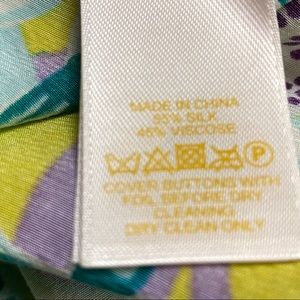 MADE IN CHINA
55% SILK
45% VISCOSE
P
COVER BUTTONS WITH
FOIL BEFORE DRY
CLEANING
DRY CLEAN ONLY